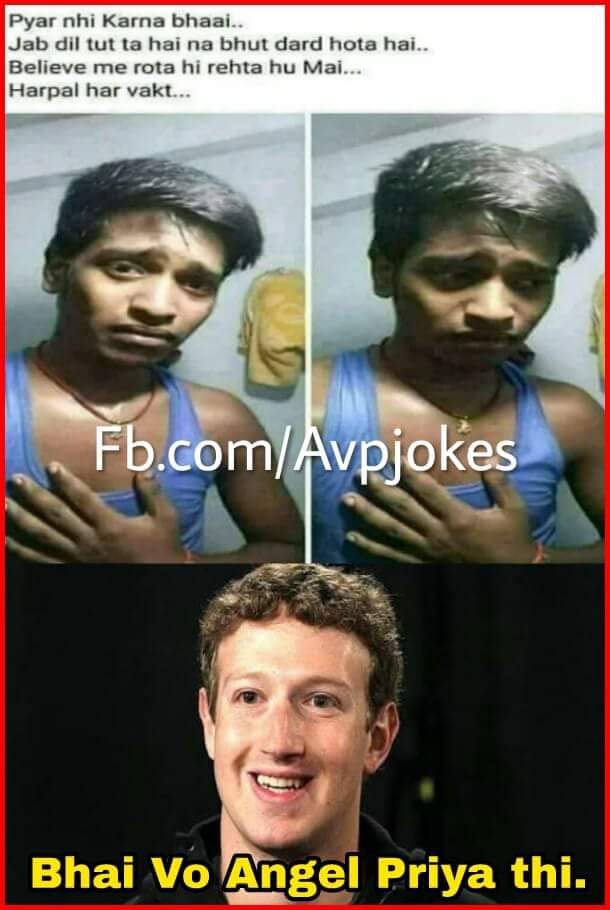 Pyar nhi Karna bhaai..
Jab dil tut ta hai na bhut dard hota hai..
Believe me rota hi rehta hu Mai...
Harpal har vakt...
Fb.com/Avpjokes
Bhai Vo Angel Priya thi.